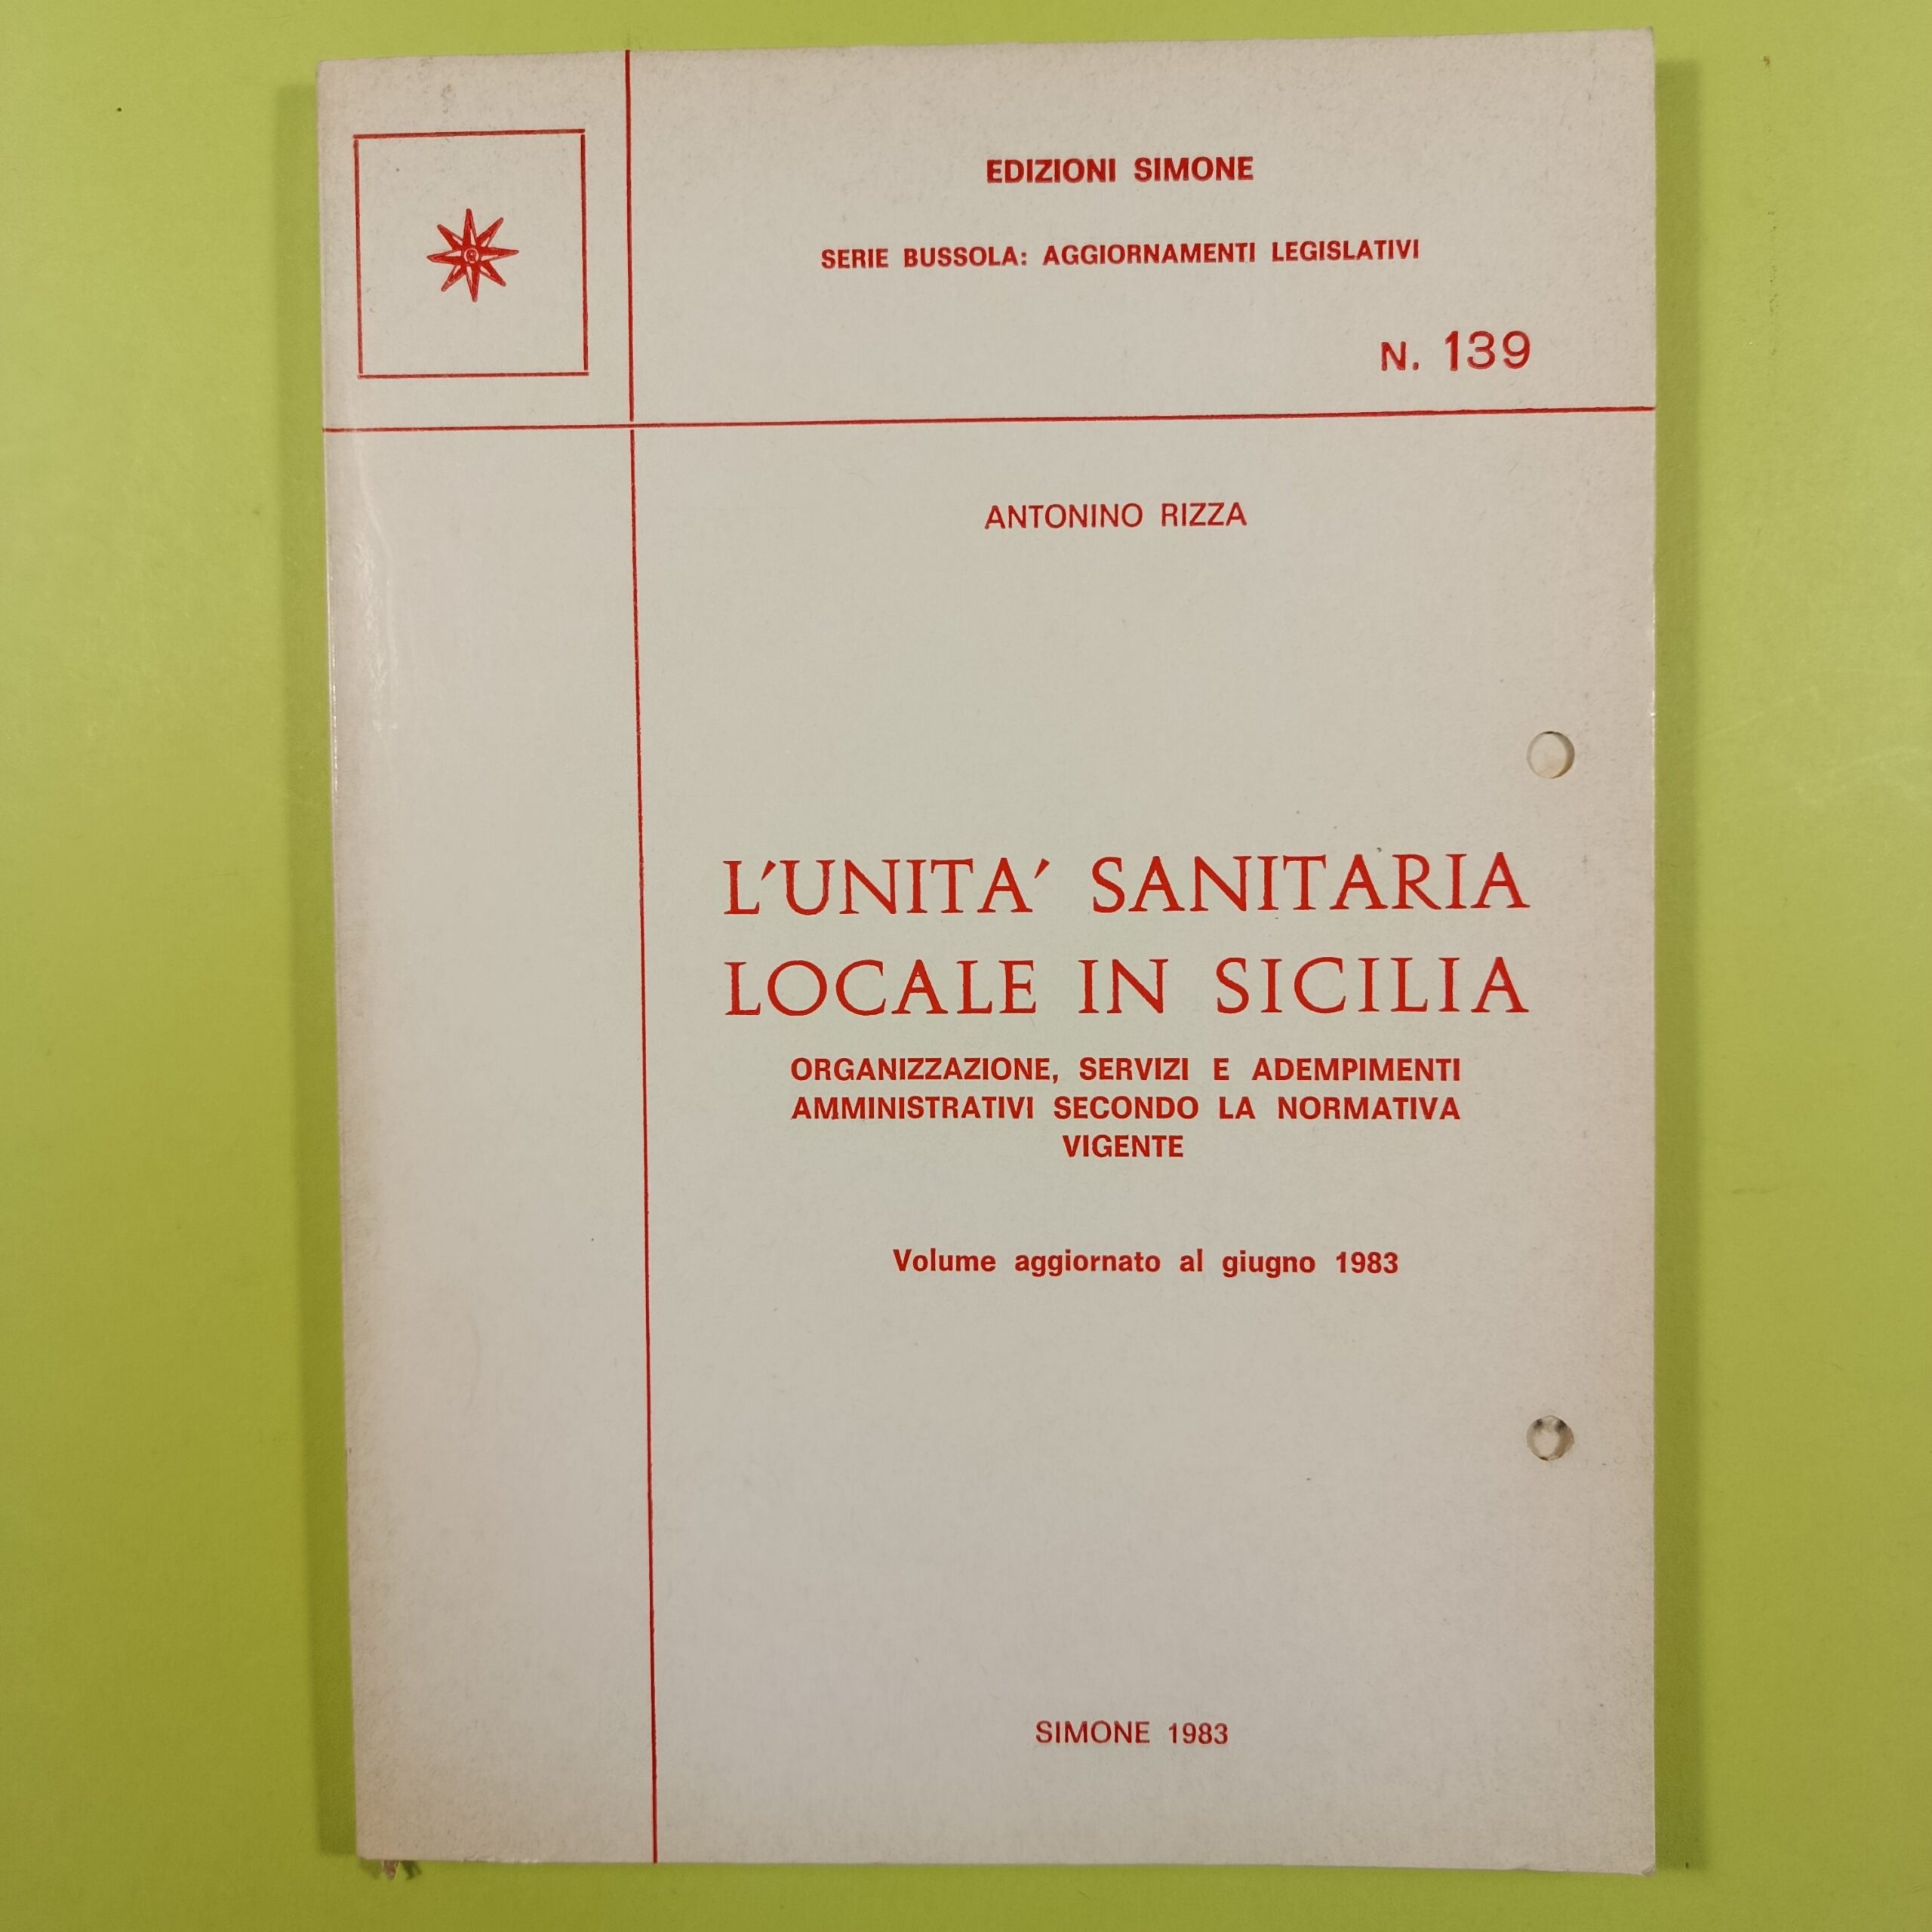 EDIZIONI SIMONE
SERIE BUSSOLA: AGGIORNAMENTI LEGISLATIVI
N. 139
ANTONINO RIZZA
L'UNITA' SANITARIA
LOCALE IN SICILIA
ORGANIZZAZIONE, SERVIZI E ADEMPIMENTI
AMMINISTRATIVI SECONDO LA NORMATIVA
VIGENTE
Volume aggiornato al giugno 1983
SIMONE 1983